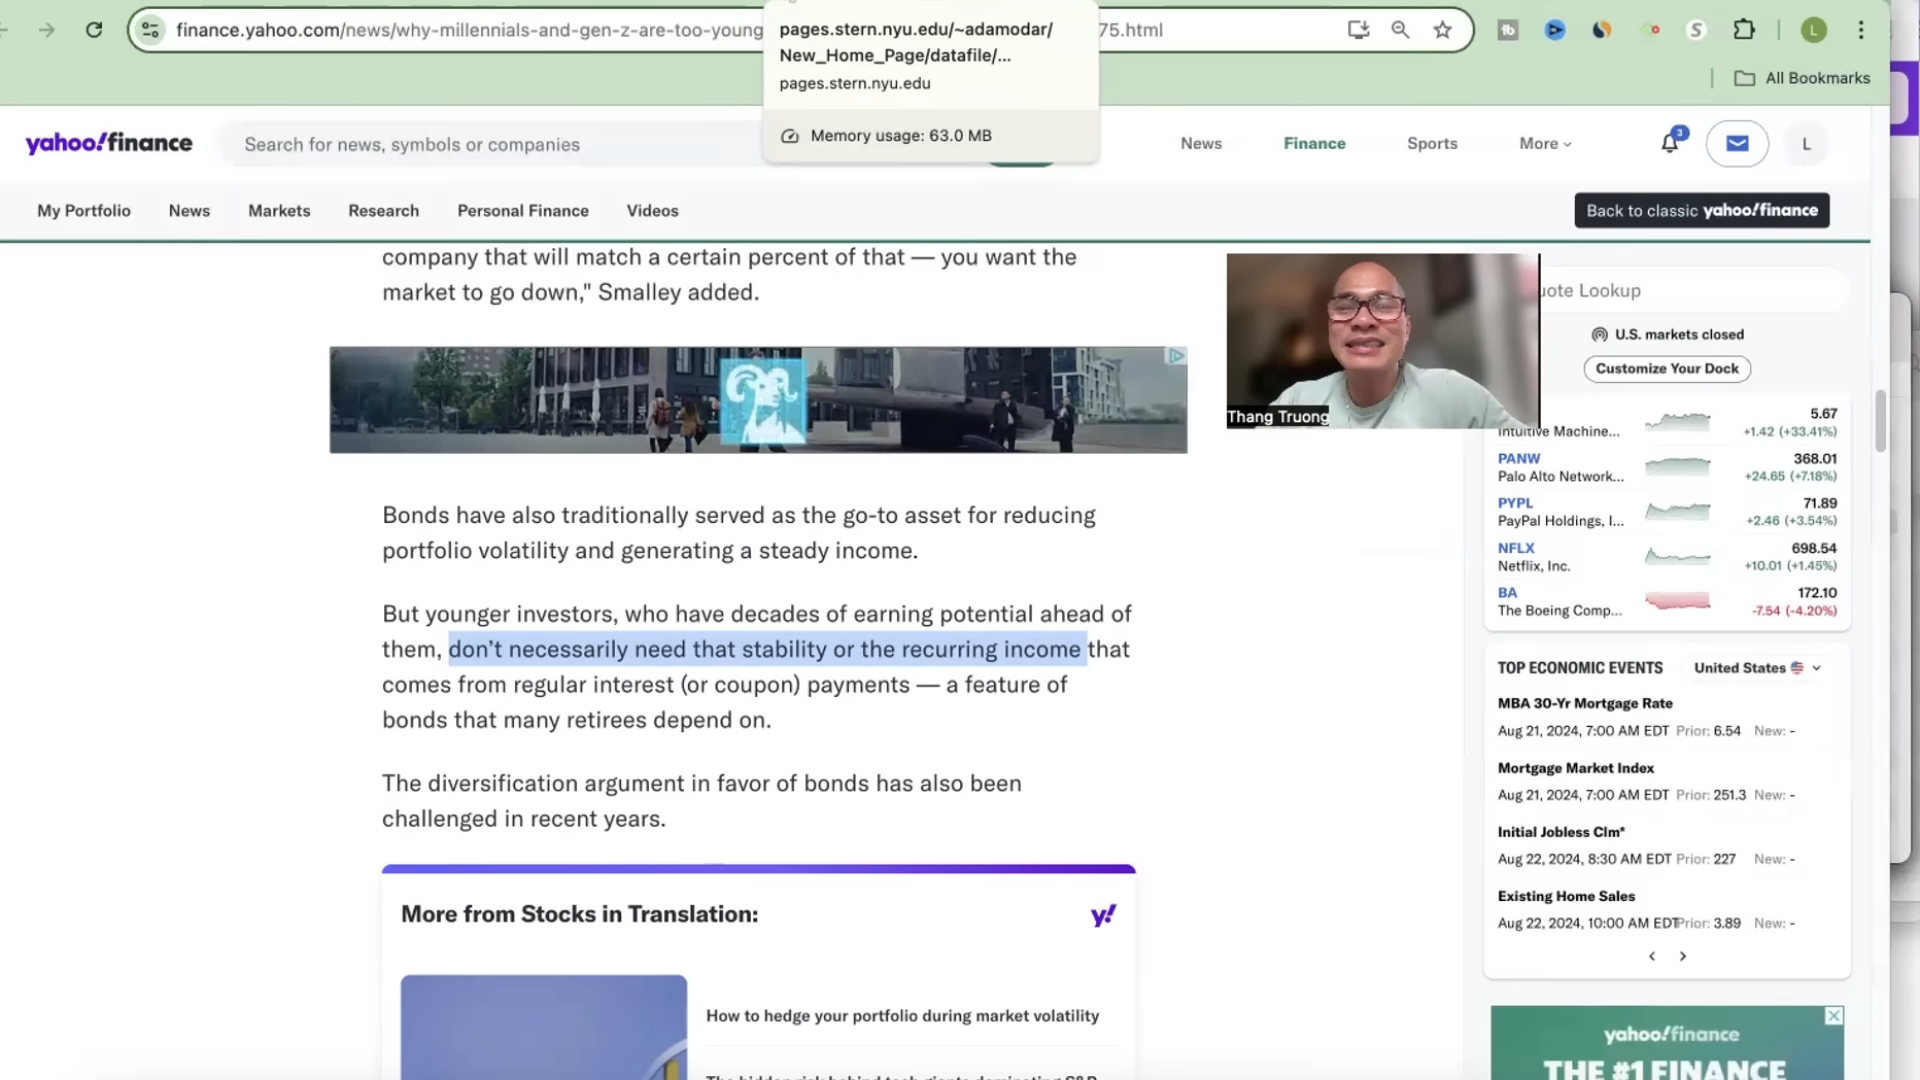 finance.yahoo.com/news/why-millennials-and-gen-z-are-too-young
75.html
pages.stern.nyu.edu/~adamodar/
New_Home_Page/datafile/...
pages.stern.nyu.edu
Memory usage: 63.0 MB
L
All Bookmarks
yahoo!finance
Search for news, symbols or companies
News
Finance
Sports
More
3
L
My Portfolio
News
Markets
Research
Personal Finance
Videos
Back to classic yahoo!finance
company that will match a certain percent of that — you want the
market to go down," Smalley added.
Thang Truong
Bonds have also traditionally served as the go-to asset for reducing
portfolio volatility and generating a steady income.
But younger investors, who have decades of earning potential ahead of
them, don’t necessarily need that stability or the recurring income that
comes from regular interest (or coupon) payments — a feature of
bonds that many retirees depend on.
The diversification argument in favor of bonds has also been
challenged in recent years.
More from Stocks in Translation:
y!
How to hedge your portfolio during market volatility
Lookup
U.S. markets closed
Customize Your Dock
5.67
Intuitive Machine...
+1.42 (+33.41%)
PANW
368.01
Palo Alto Network...
+24.65 (+7.18%)
PYPL
71.89
PayPal Holdings, I...
+2.46 (+3.54%)
NFLX
698.54
Netflix, Inc.
+10.01 (+1.45%)
BA
172.10
The Boeing Comp...
-7.54 (-4.20%)
TOP ECONOMIC EVENTS
United States
MBA 30-Yr Mortgage Rate
Aug 21, 2024, 7:00 AM EDT Prior: 6.54 New: -
Mortgage Market Index
Aug 21, 2024, 7:00 AM EDT Prior: 251.3 New: -
Initial Jobless Clm*
Aug 22, 2024, 8:30 AM EDT Prior: 227 New: -
Existing Home Sales
Aug 22, 2024, 10:00 AM EDT Prior: 3.89 New: -
yahoo!finance
THE #1 FINANCE